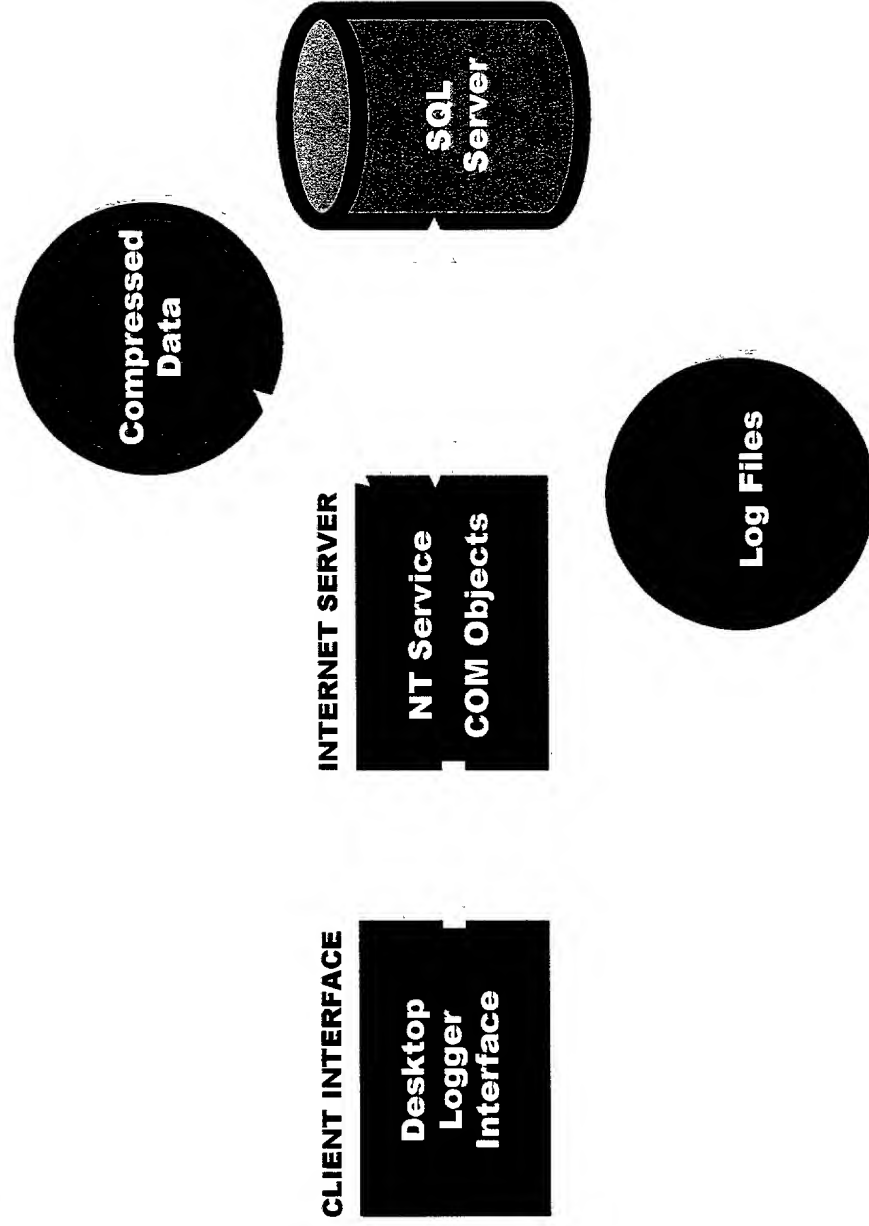 CLIENT INTERFACE
Desktop
Logger
Interface
INTERNET SERVER
NT Service
COM Objects
Compressed
Data
Log Files
SQL
Server